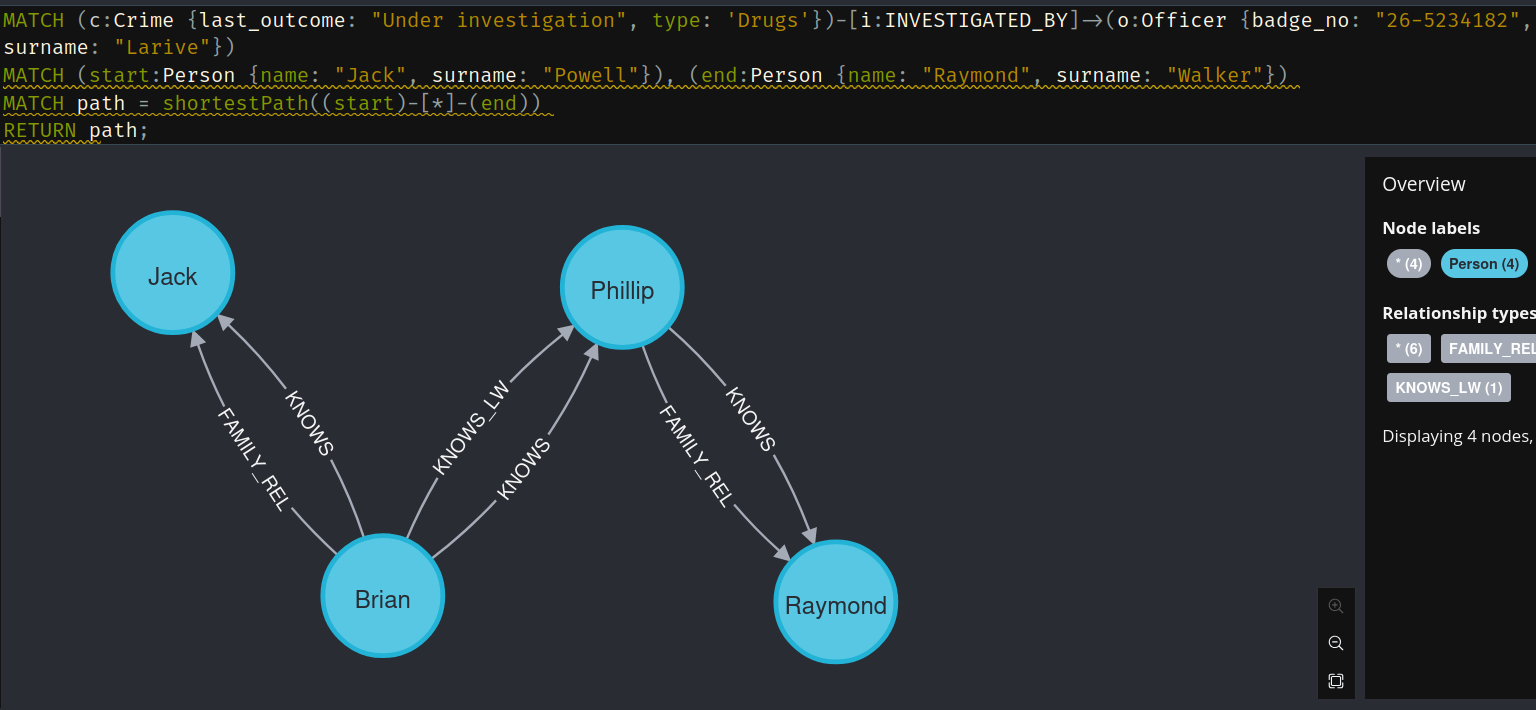 MATCH (c:Crime {last_outcome: "Under investigation", type: 'Drugs'})-[i:INVESTIGATED_BY]->(o:Officer {badge_no: "26-5234182",
surname: "Larive"})
MATCH (start:Person {name: "Jack", surname: "Powell"}), (end:Person {name: "Raymond", surname: "Walker"})
MATCH path = shortestPath((start)-[*]-(end))
RETURN path;
Overview
Node labels
* (4) Person (4)
Relationship types
* (6) FAMILY_REL
KNOWS_LW (1)
Displaying 4 nodes,
Jack
Phillip
KNOWS
FAMILY_REL
KNOWS_LW
KNOWS
KNOWS
FAMILY_REL
Brian
Raymond